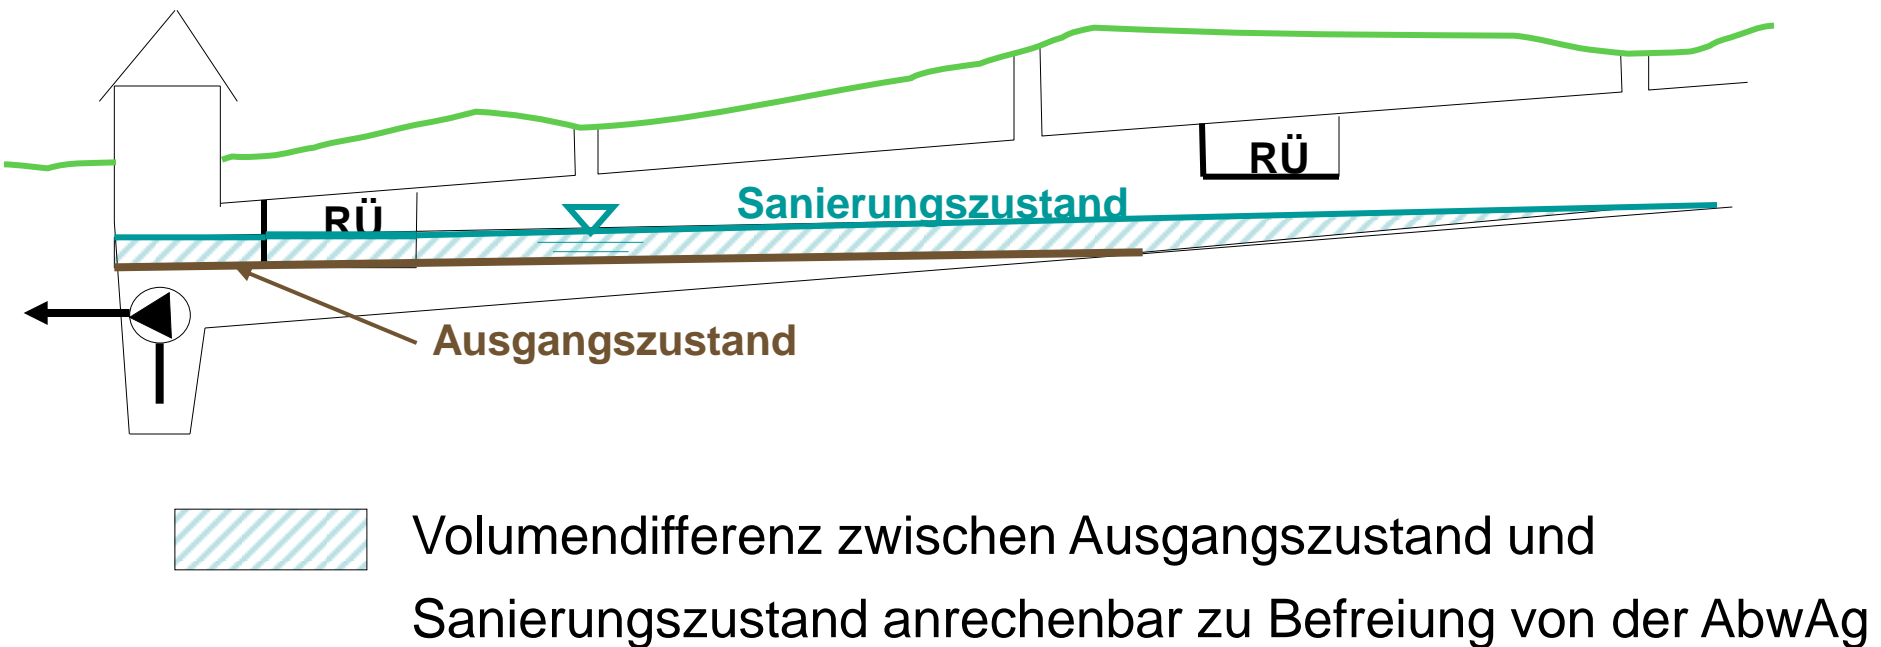 RÜ
Sanierungszustand
RÜ
Ausgangszustand
Volumendifferenz zwischen Ausgangszustand und
Sanierungszustand anrechenbar zu Befreiung von der AbwAg